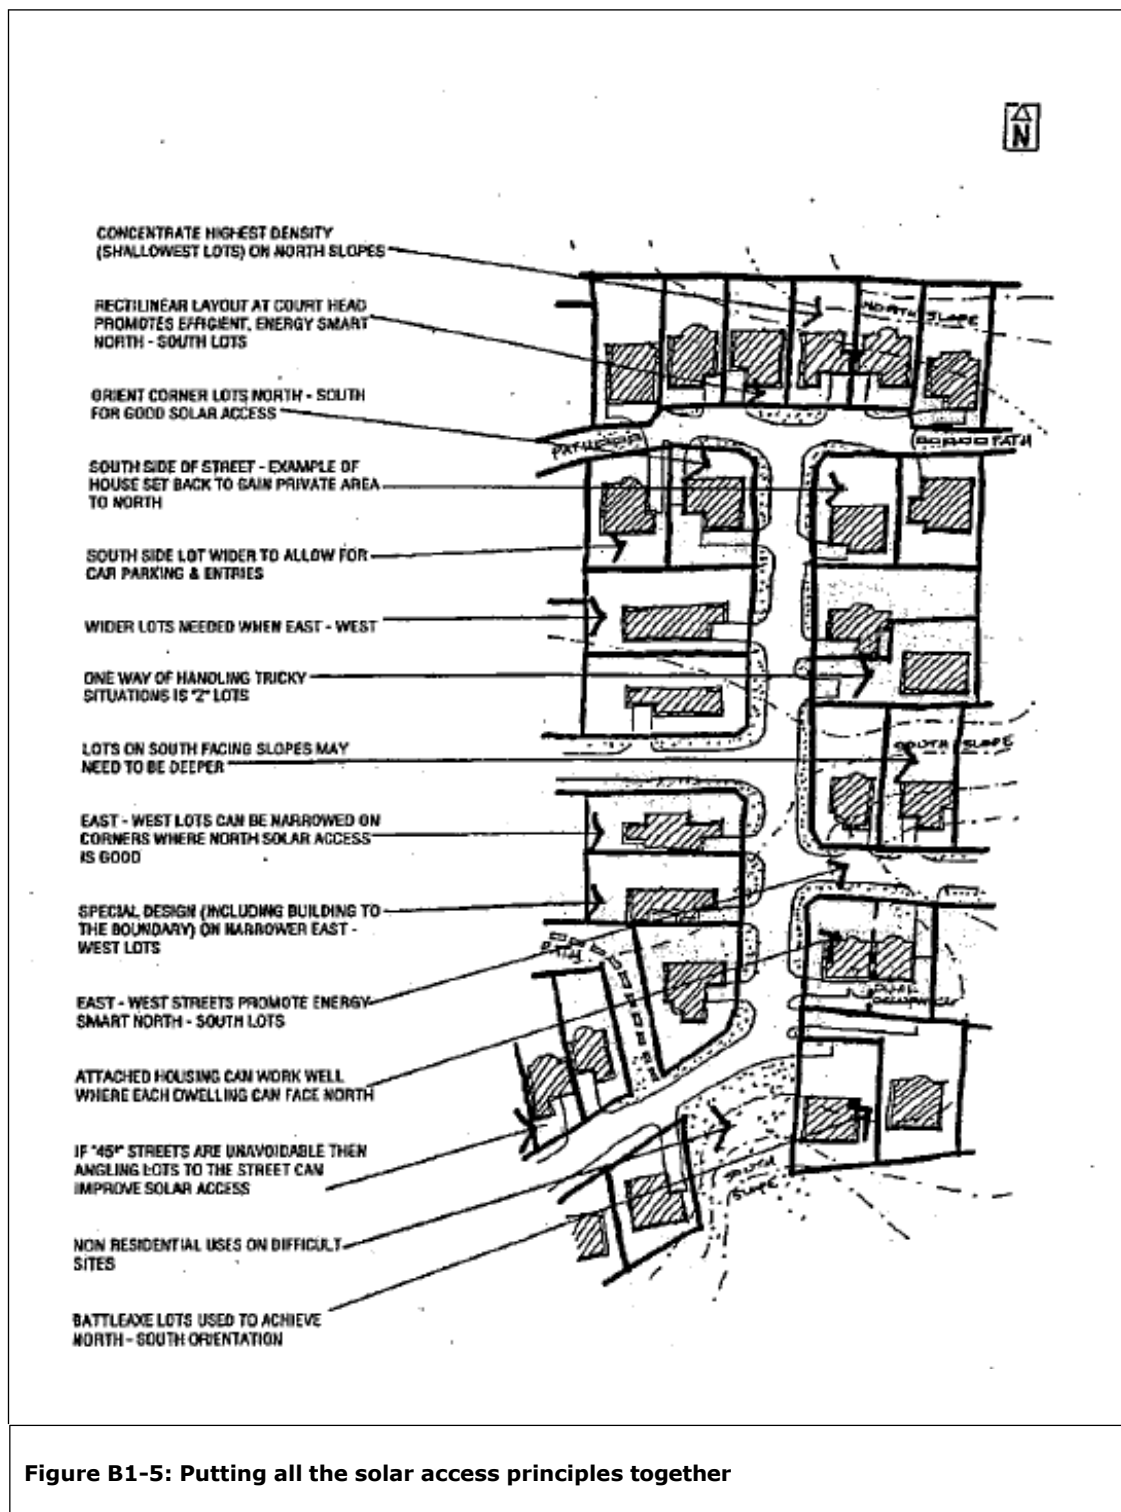 N
CONCENTRATE HIGHEST DENSITY
(SHALLOWEST LOTS) ON NORTH SLOPES
RECTILINEAR LAYOUT AT COURT HEAD
PROMOTES EFFICIENT, ENERGY SMART
NORTH - SOUTH LOTS
ORIENT CORNER LOTS NORTH - SOUTH
FOR GOOD SOLAR ACCESS
SOUTH SIDE OF STREET - EXAMPLE OF
HOUSE SET BACK TO GAIN PRIVATE AREA
TO NORTH
SOUTH SIDE LOT WIDER TO ALLOW FOR
CAR PARKING & ENTRIES
WIDER LOTS NEEDED WHEN EAST - WEST
ONE WAY OF HANDLING TRICKY
SITUATIONS IS "Z" LOTS
LOTS ON SOUTH FACING SLOPES MAY
NEED TO BE DEEPER
EAST - WEST LOTS CAN BE NARROWED ON
CORNERS WHERE NORTH SOLAR ACCESS
IS GOOD
SPECIAL DESIGN (INCLUDING BUILDING TO
THE BOUNDARY) ON NARROWER EAST -
WEST LOTS
EAST - WEST STREETS PROMOTE ENERGY
SMART NORTH - SOUTH LOTS
ATTACHED HOUSING CAN WORK WELL
WHERE EACH DWELLING CAN FACE NORTH
IF "45°" STREETS ARE UNAVOIDABLE THEN
ANGLING LOTS TO THE STREET CAN
IMPROVE SOLAR ACCESS
NON RESIDENTIAL USES ON DIFFICULT
SITES
BATTLEAXE LOTS USED TO ACHIEVE
NORTH - SOUTH ORIENTATION
NORTH SLOPE
PATH
PATH
SOUTH SLOPE
PATH
DUAL
OCCUPANCY
SOUTH
SLOPE
Figure B1-5: Putting all the solar access principles together